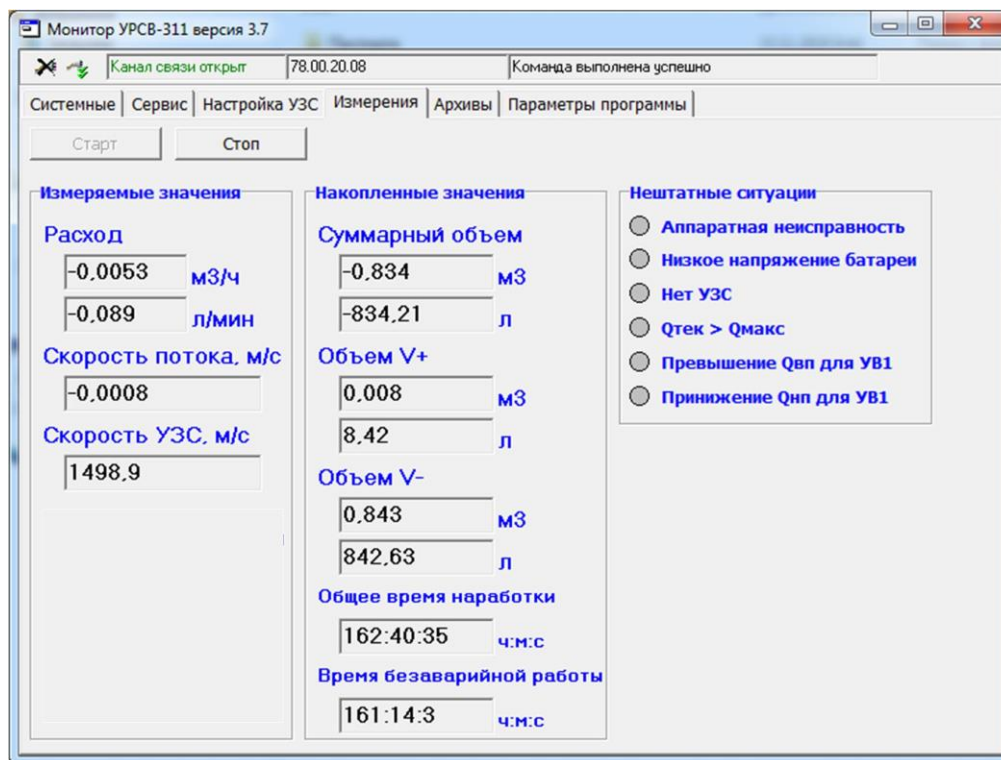 Монитор УРСВ-311 версия 3.7
Канал связи открыт 78.00.20.08 Команда выполнена успешно
Системные Сервис Настройка УЗС Измерения Архивы Параметры программы
Старт Стоп
Измеряемые значения
Расход
-0,0053 м3/ч
-0,089 л/мин
Скорость потока, м/с
-0,0008
Скорость УЗС, м/с
1498,9
Накопленные значения
Суммарный объем
-0,834 м3
-834,21 л
Объем V+
0,008 м3
8,42 л
Объем V-
0,843 м3
842,63 л
Общее время наработки
162:40:35 ч:м:с
Время безаварийной работы
161:14:3 ч:м:с
Нештатные ситуации
Аппаратная неисправность
Низкое напряжение батареи
Нет УЗС
Qтек > Qмакс
Превышение Qвп для УВ1
Принижение Qнп для УВ1